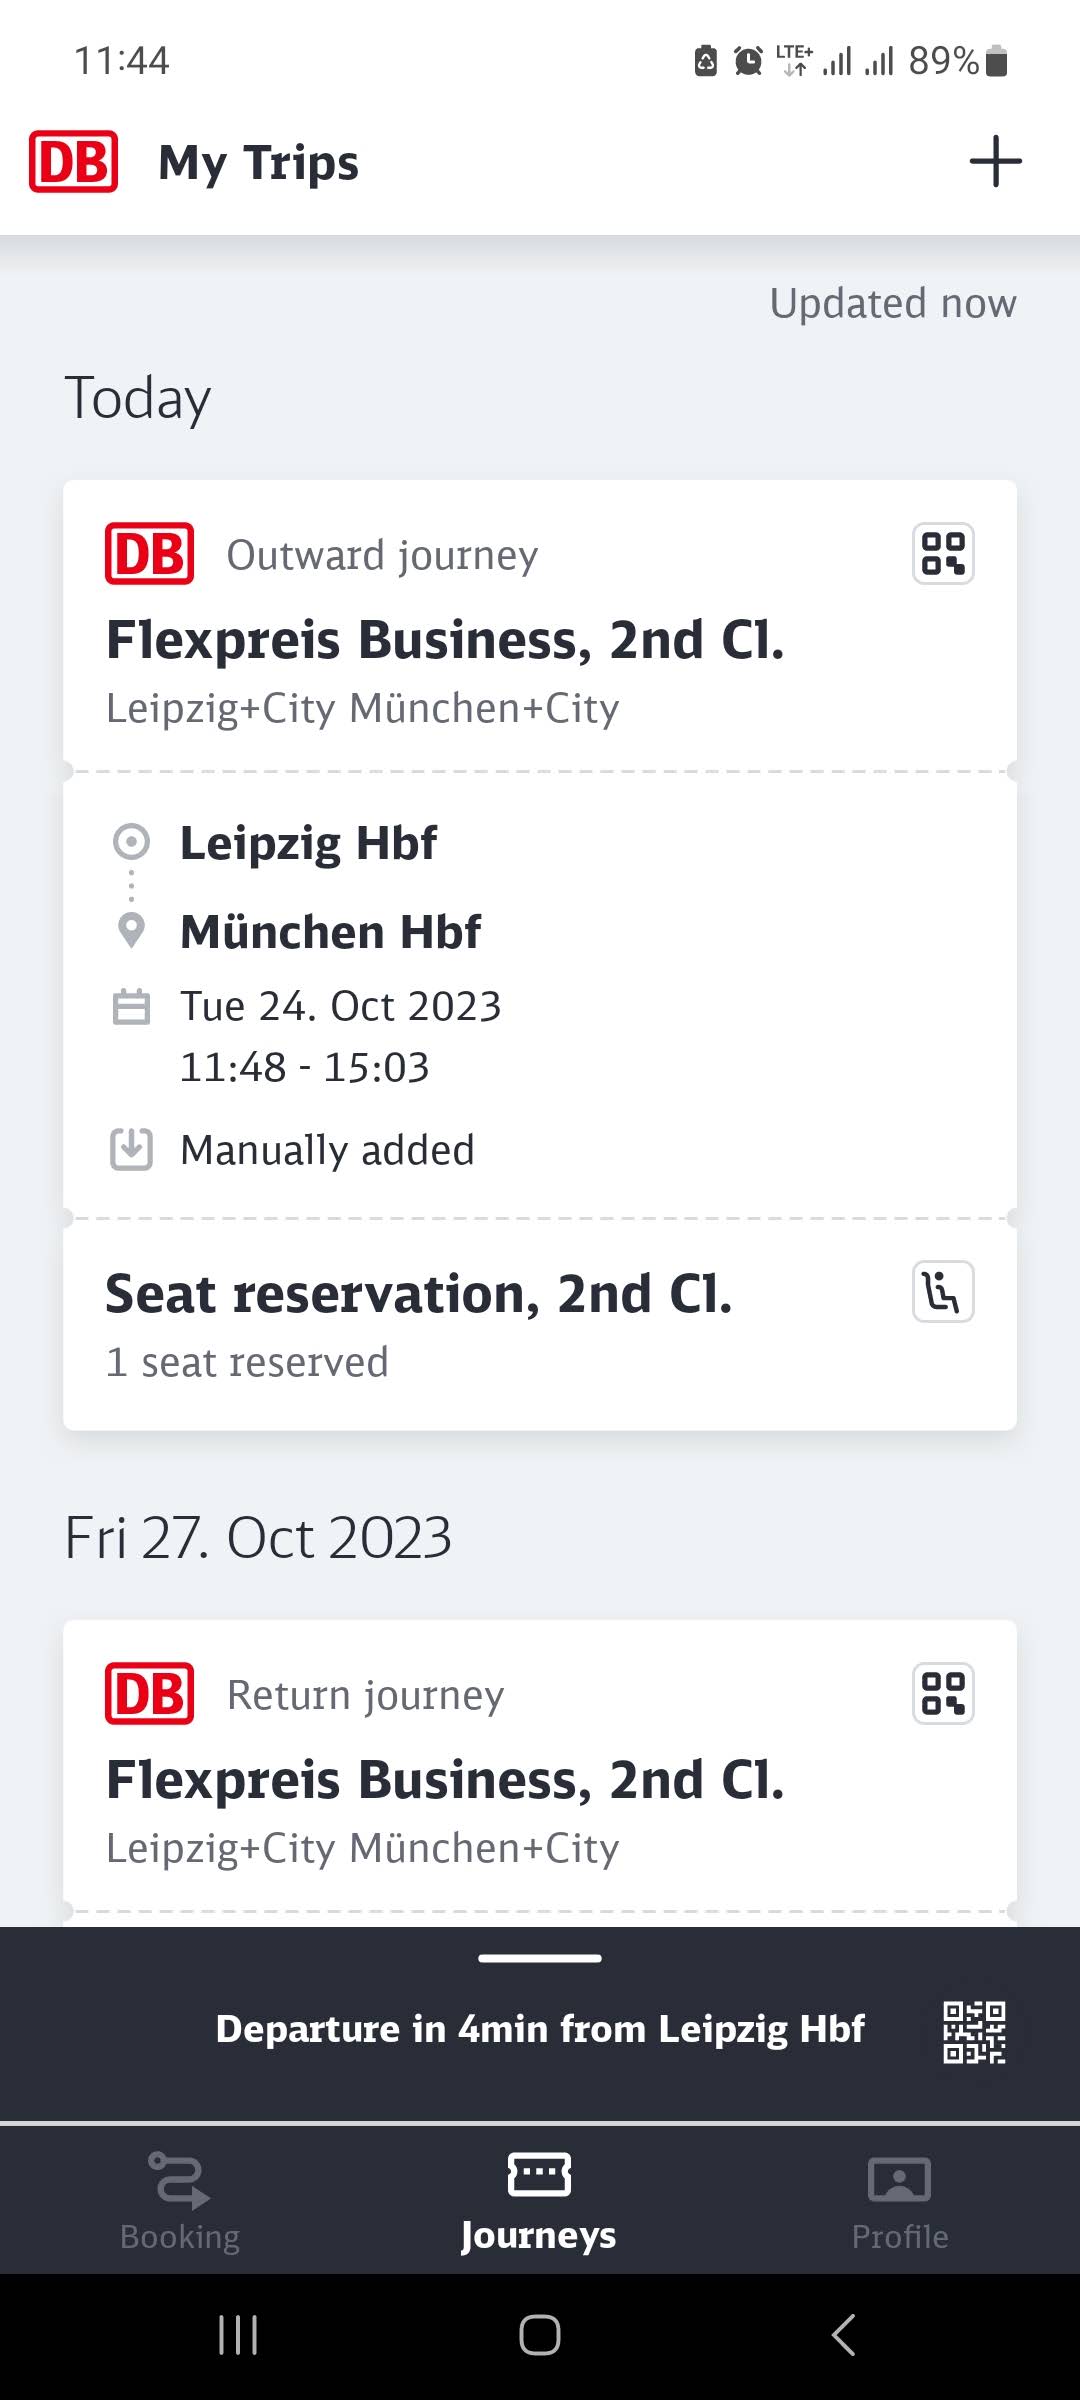 11:44
LTE+ 89%
DB My Trips
Updated now
Today
DB Outward journey
Flexpreis Business, 2nd Cl.
Leipzig+City München+City
Leipzig Hbf
München Hbf
Tue 24. Oct 2023
11:48 - 15:03
Manually added
Seat reservation, 2nd Cl.
1 seat reserved
Fri 27. Oct 2023
DB Return journey
Flexpreis Business, 2nd Cl.
Leipzig+City München+City
Departure in 4min from Leipzig Hbf
Booking Journeys Profile